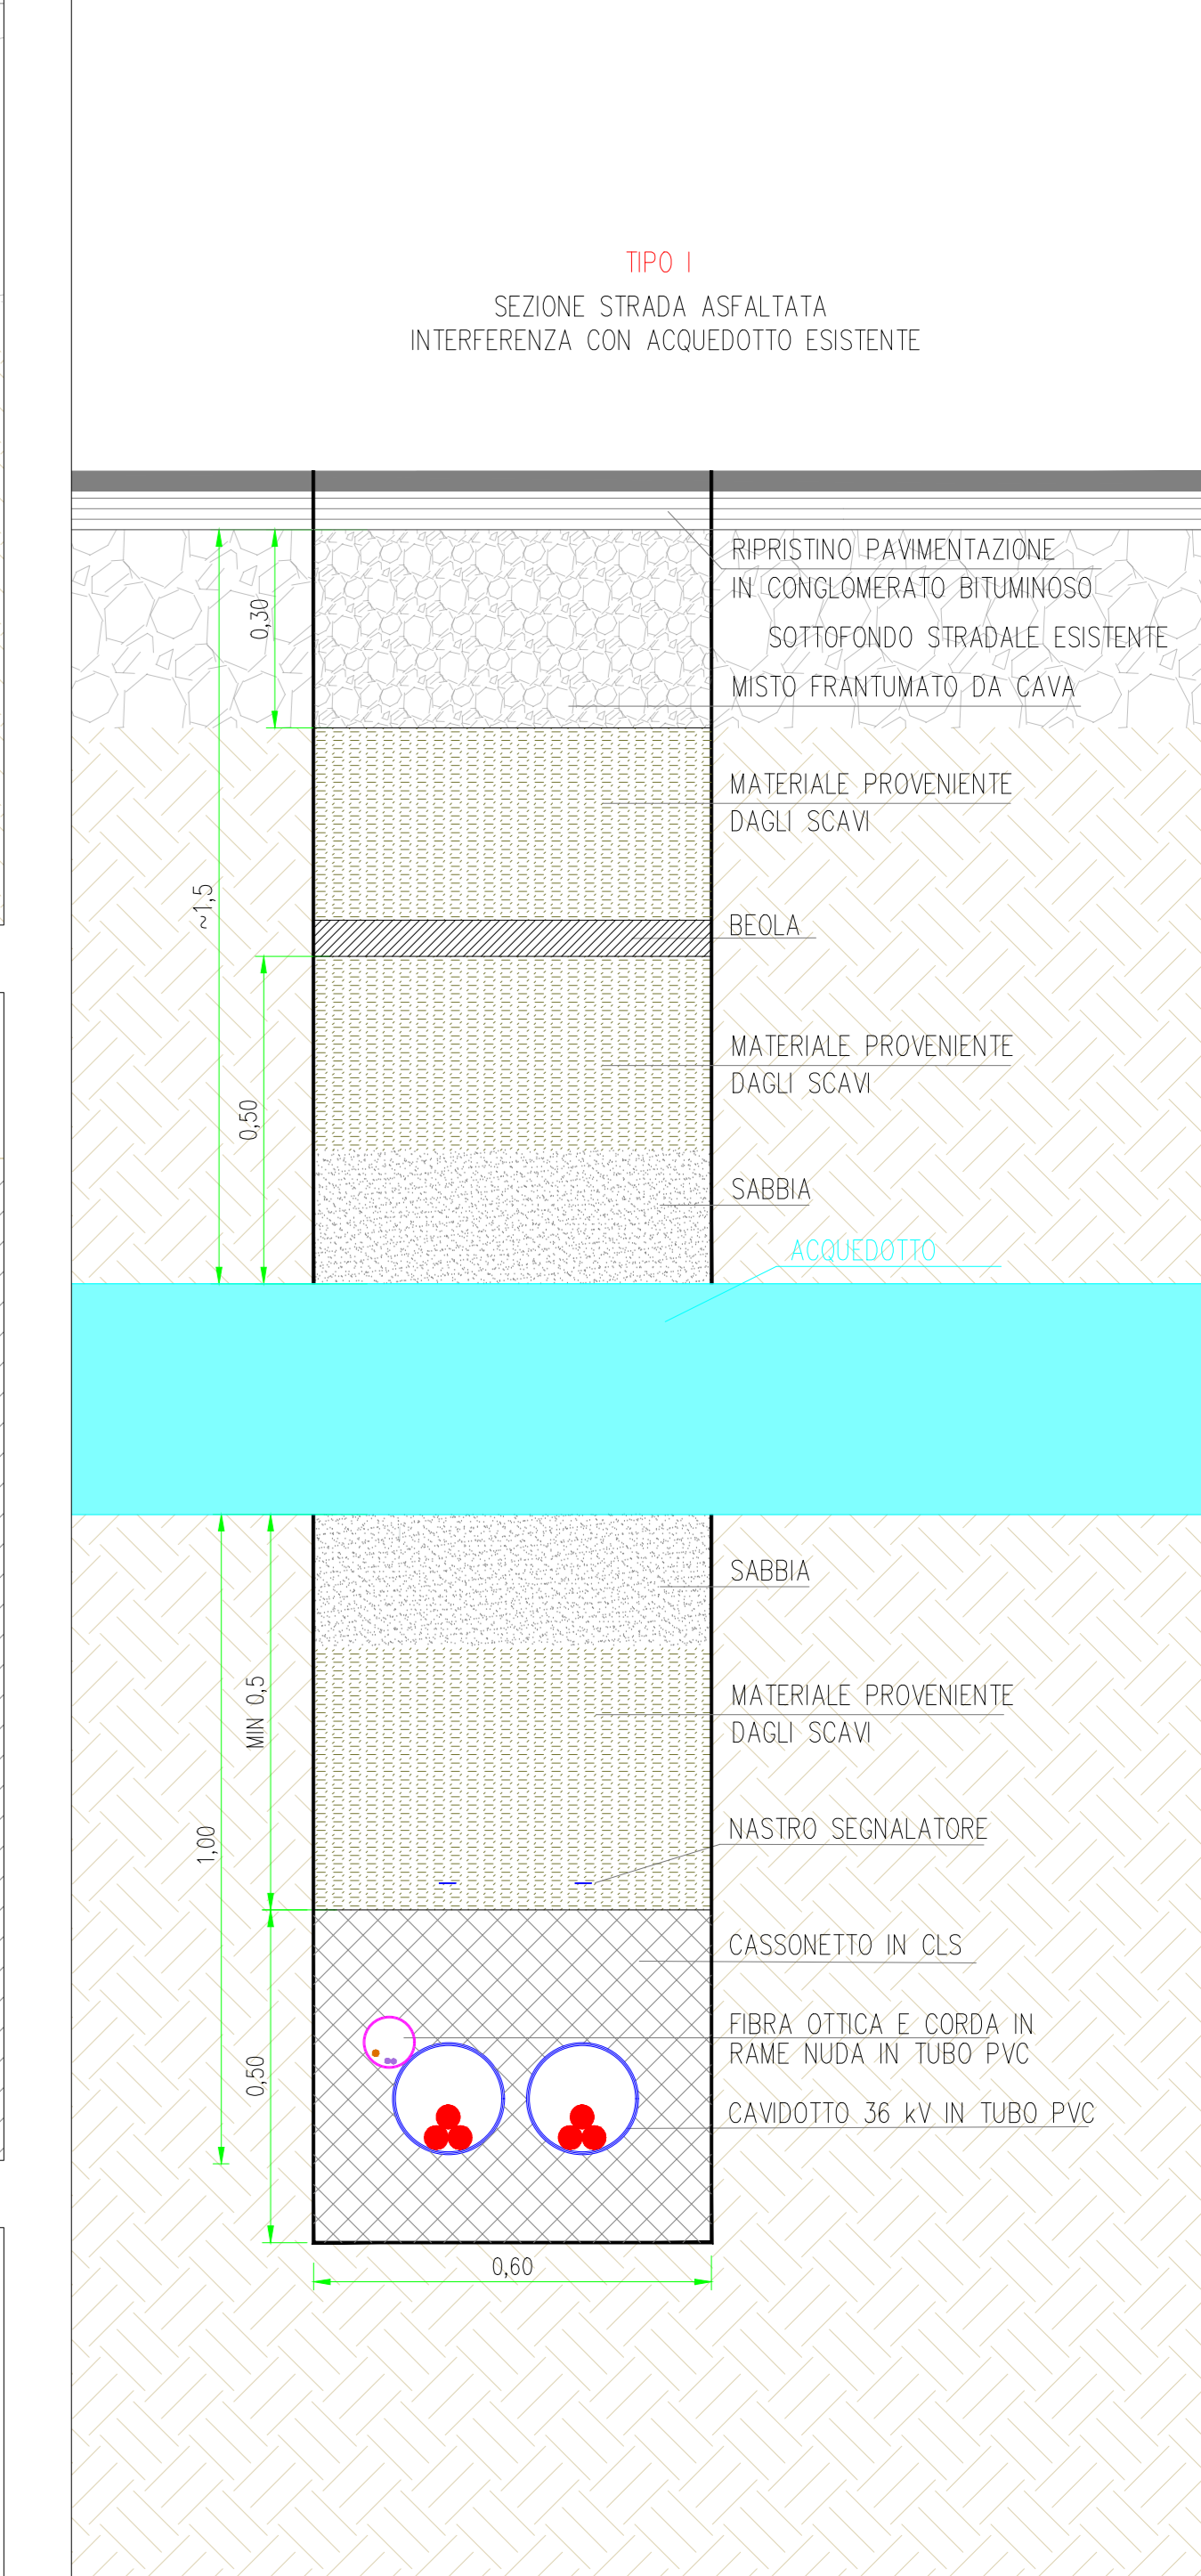 TIPO I
SEZIONE STRADA ASFALTATA
INTERFERENZA CON ACQUEDOTTO ESISTENTE
RIPRISTINO PAVIMENTAZIONE
IN CONGLOMERATO BITUMINOSO
0,30
SOTTOFONDO STRADALE ESISTENTE
MISTO FRANTUMATO DA CAVA
MATERIALE PROVENIENTE
DAGLI SCAVI
~1,5
BEOLA
MATERIALE PROVENIENTE
DAGLI SCAVI
0,50
SABBIA
ACQUEDOTTO
SABBIA
MATERIALE PROVENIENTE
DAGLI SCAVI
MIN 0,5
NASTRO SEGNALATORE
1,00
CASSONETTO IN CLS
FIBRA OTTICA E CORDA IN
RAME NUDA IN TUBO PVC
0,50
CAVIDOTTO 36 kV IN TUBO PVC
0,60